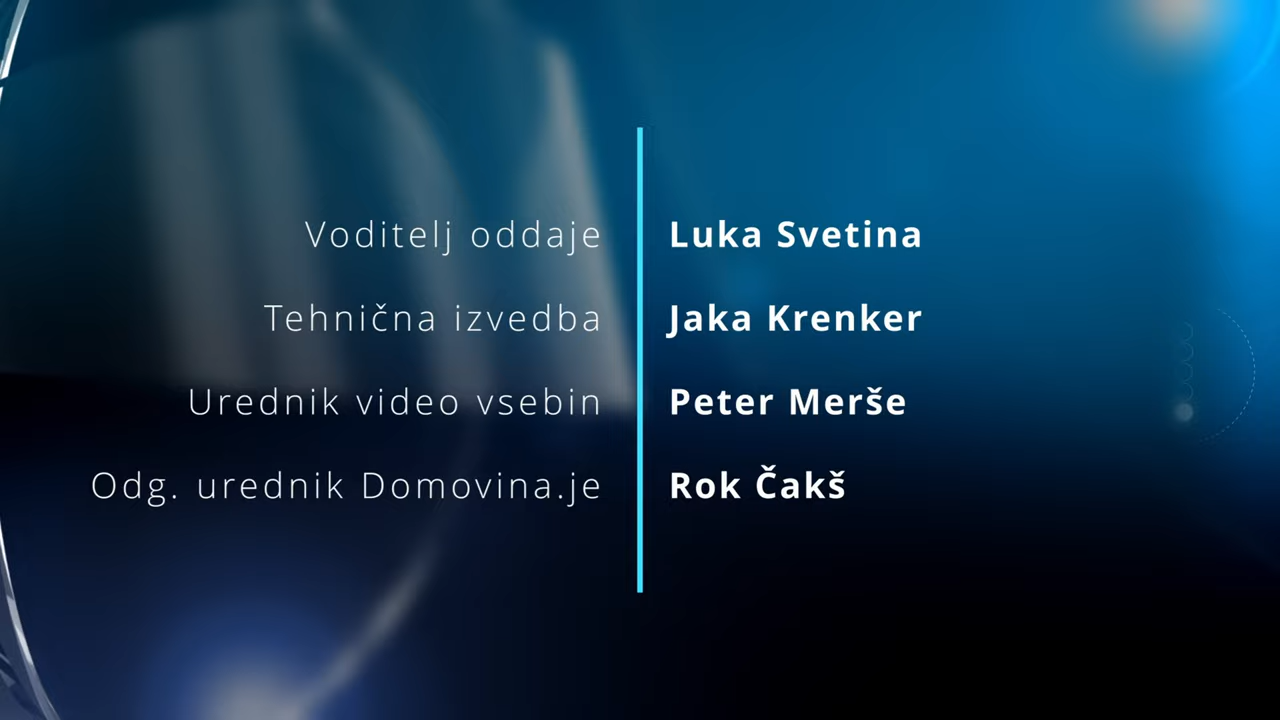 Voditelj oddaje Luka Svetina
Tehnična izvedba Jaka Krenker
Urednik video vsebin Peter Merše
Odg. urednik Domovina.je Rok Čakš